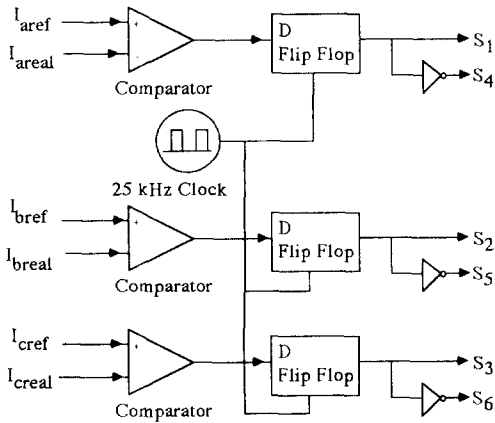 I_aref
I_areal
+
-
Comparator
D
Flip Flop
S_1
S_4
25 kHz Clock
I_bref
I_breal
+
Comparator
D
Flip Flop
S_2
S_5
I_cref
I_creal
+
Comparator
D
Flip Flop
S_3
S_6